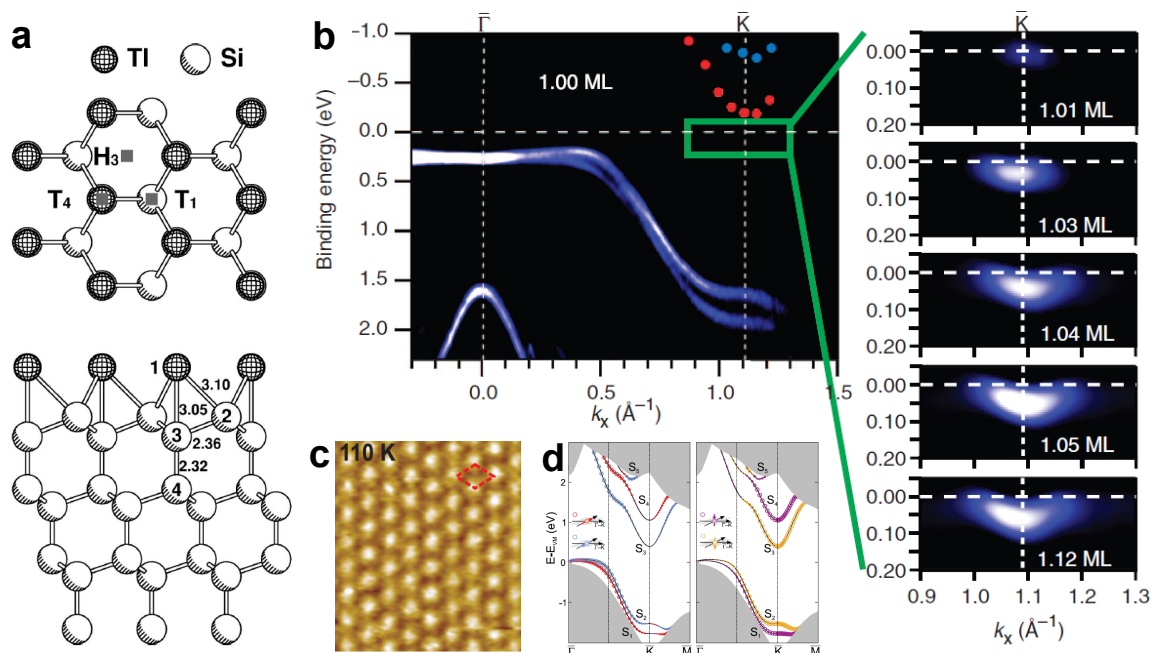 a
Tl
Si
H3
T4
T1
1
3.10
3.05
2
3
2.36
2.32
4
b
Γ̄
K̄
-1.0
-0.5
0.0
0.5
1.0
1.5
2.0
Binding energy (eV)
1.00 ML
0.0
0.5
1.0
1.5
kx (Å−1)
K̄
0.00
0.10
0.20
1.01 ML
0.00
0.10
0.20
1.03 ML
0.00
0.10
0.20
1.04 ML
0.00
0.10
0.20
1.05 ML
0.00
0.10
0.20
1.12 ML
0.9
1.0
1.1
1.2
1.3
kx (Å−1)
c
110 K
d
E-EVM (eV)
2
1
0
-1
S5
S4
S3
S2
S1
Γ̄-K̄
Γ̄-K̄
Γ̄
K̄
M̄
S5
S4
S3
S2
S1
Γ̄-K̄
Γ̄-K̄
Γ̄
K̄
M̄